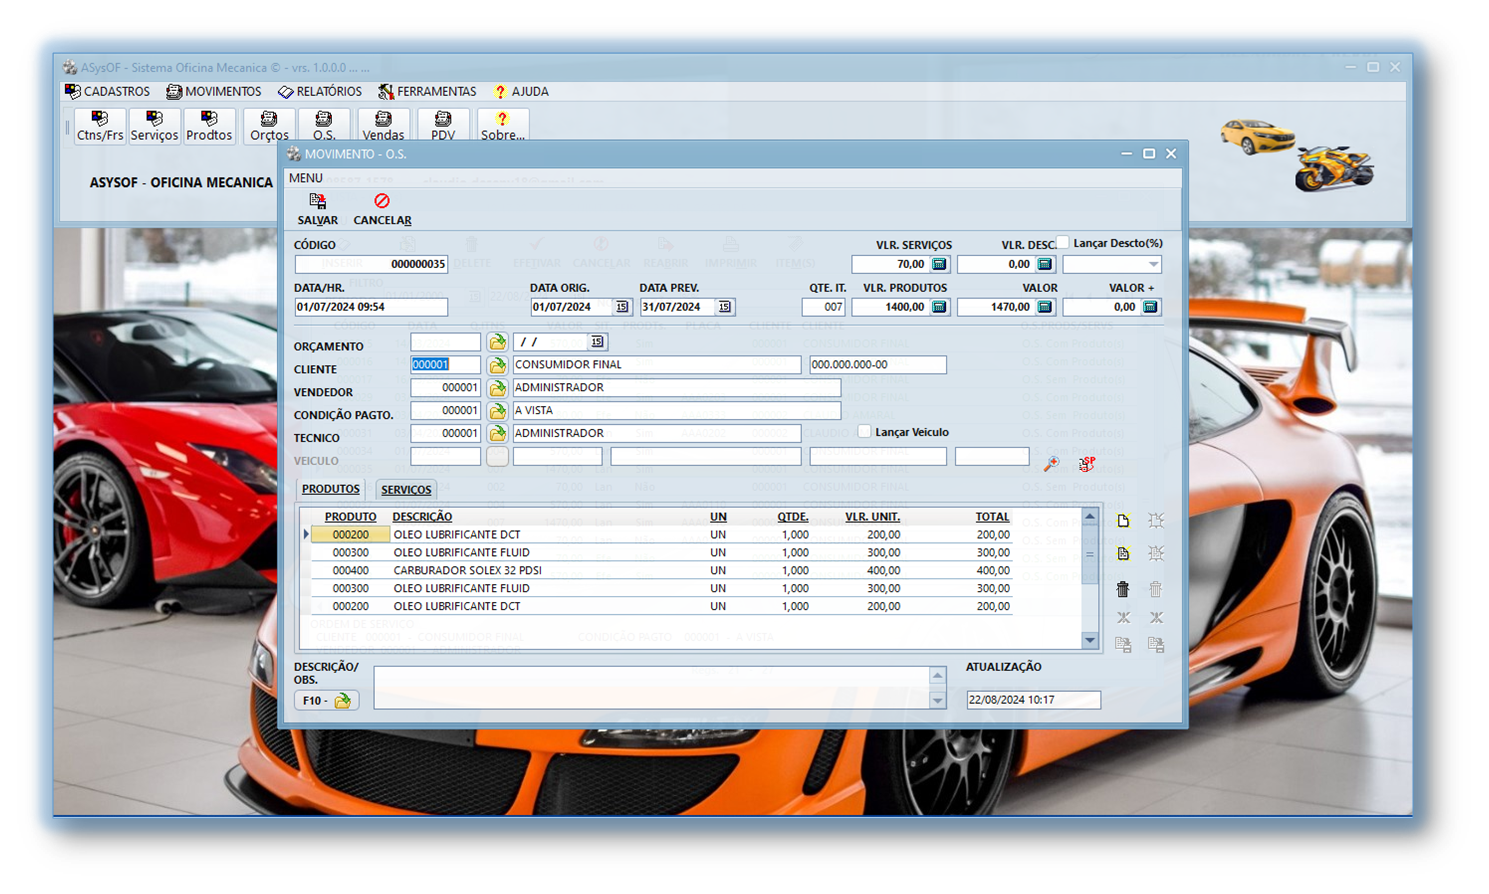 ASysOF - Sistema Oficina Mecanica © - vrs. 1.0.0.0 ... ...
CADASTROS MOVIMENTOS RELATÓRIOS FERRAMENTAS ? AJUDA
Ctns/Frs Serviços Prodtos Orçtos O.S. Vendas PDV Sobre...
ASYSOF - OFICINA MECANICA
MOVIMENTO - O.S.
MENU
SALVAR CANCELAR
CÓDIGO VLR. SERVIÇOS VLR. DESC. Lançar Descto(%)
000000035 70,00 0,00
DATA/HR. DATA ORIG. DATA PREV. QTE. IT. VLR. PRODUTOS VALOR VALOR +
01/07/2024 09:54 01/07/2024 15 31/07/2024 15 007 1400,00 1470,00 0,00
ORÇAMENTO / / 15
CLIENTE 000001 CONSUMIDOR FINAL 000.000.000-00
VENDEDOR 000001 ADMINISTRADOR
CONDIÇÃO PAGTO. 000001 A VISTA
TECNICO 000001 ADMINISTRADOR Lançar Veiculo
VEICULO SP
PRODUTOS SERVICOS
PRODUTO DESCRIÇÃO UN QTDE. VLR. UNIT. TOTAL
000200 OLEO LUBRIFICANTE DCT UN 1,000 200,00 200,00
000300 OLEO LUBRIFICANTE FLUID UN 1,000 300,00 300,00
000400 CARBURADOR SOLEX 32 PDSI UN 1,000 400,00 400,00
000300 OLEO LUBRIFICANTE FLUID UN 1,000 300,00 300,00
000200 OLEO LUBRIFICANTE DCT UN 1,000 200,00 200,00
DESCRIÇÃO/ ATUALIZAÇÃO
OBS.
F10 - 22/08/2024 10:17